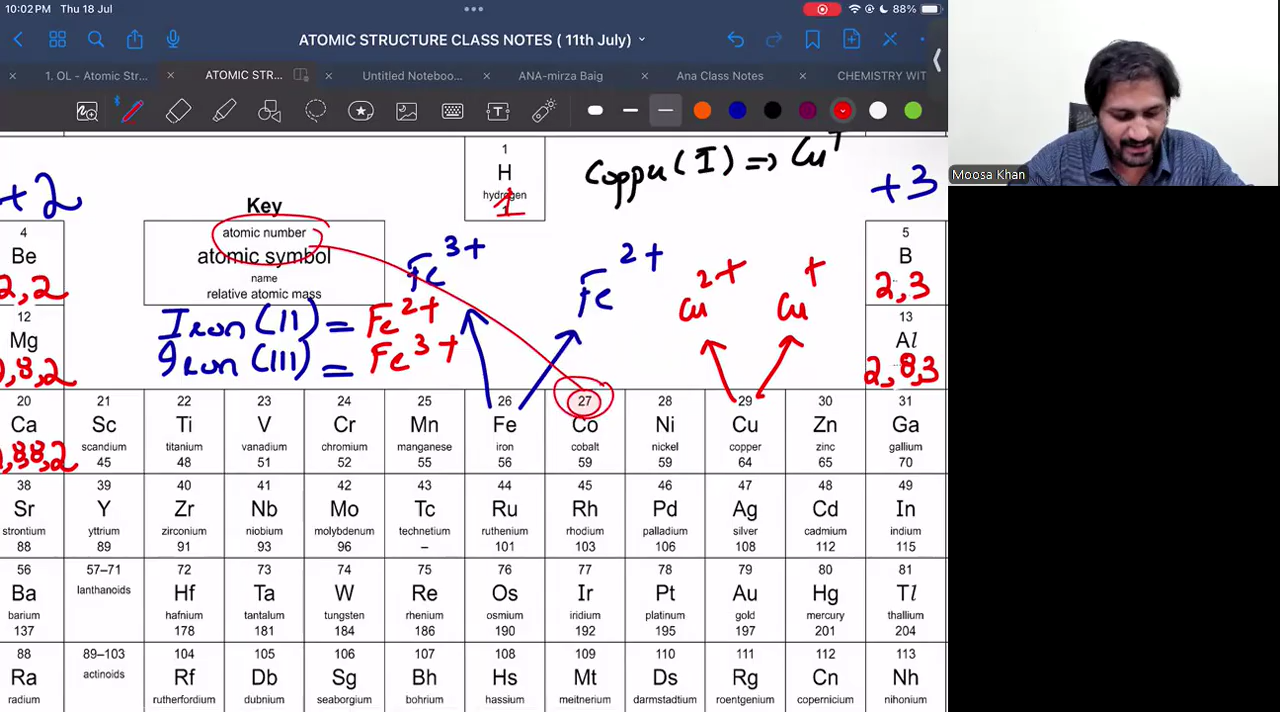 10:02 PM Thu 18 Jul
88%
ATOMIC STRUCTURE CLASS NOTES ( 11th July)
1. OL - Atomic Str...
ATOMIC STR...
Untitled Noteboo...
ANA-mirza Baig
Ana Class Notes
CHEMISTRY WIT
Moosa Khan
Copper (I) => Cu+
+2
+3
1
H
hydrogen
1
Key
atomic number
atomic symbol
name
relative atomic mass
4
Be
2,2
12
Mg
,8,2
Fe3+
Fe2+
Cu2+
Cu+
Iron (II) = Fe2+
Iron (III) = Fe3+
5
B
2,3
13
Al
2,8,3
20 21 22 23 24 25 26 27 28 29 30 31
Ca Sc Ti V Cr Mn Fe Co Ni Cu Zn Ga
scandium titanium vanadium chromium manganese iron cobalt nickel copper zinc gallium
,8,8,2 45 48 51 52 55 56 59 59 64 65 70
38 39 40 41 42 43 44 45 46 47 48 49
Sr Y Zr Nb Mo Tc Ru Rh Pd Ag Cd In
strontium yttrium zirconium niobium molybdenum technetium ruthenium rhodium palladium silver cadmium indium
88 89 91 93 96 – 101 103 106 108 112 115
56 57–71 72 73 74 75 76 77 78 79 80 81
Ba lanthanoids Hf Ta W Re Os Ir Pt Au Hg Tl
barium hafnium tantalum tungsten rhenium osmium iridium platinum gold mercury thallium
137 178 181 184 186 190 192 195 197 201 204
88 89–103 104 105 106 107 108 109 110 111 112 113
Ra actinoids Rf Db Sg Bh Hs Mt Ds Rg Cn Nh
radium rutherfordium dubnium seaborgium bohrium hassium meitnerium darmstadtium roentgenium copernicium nihonium